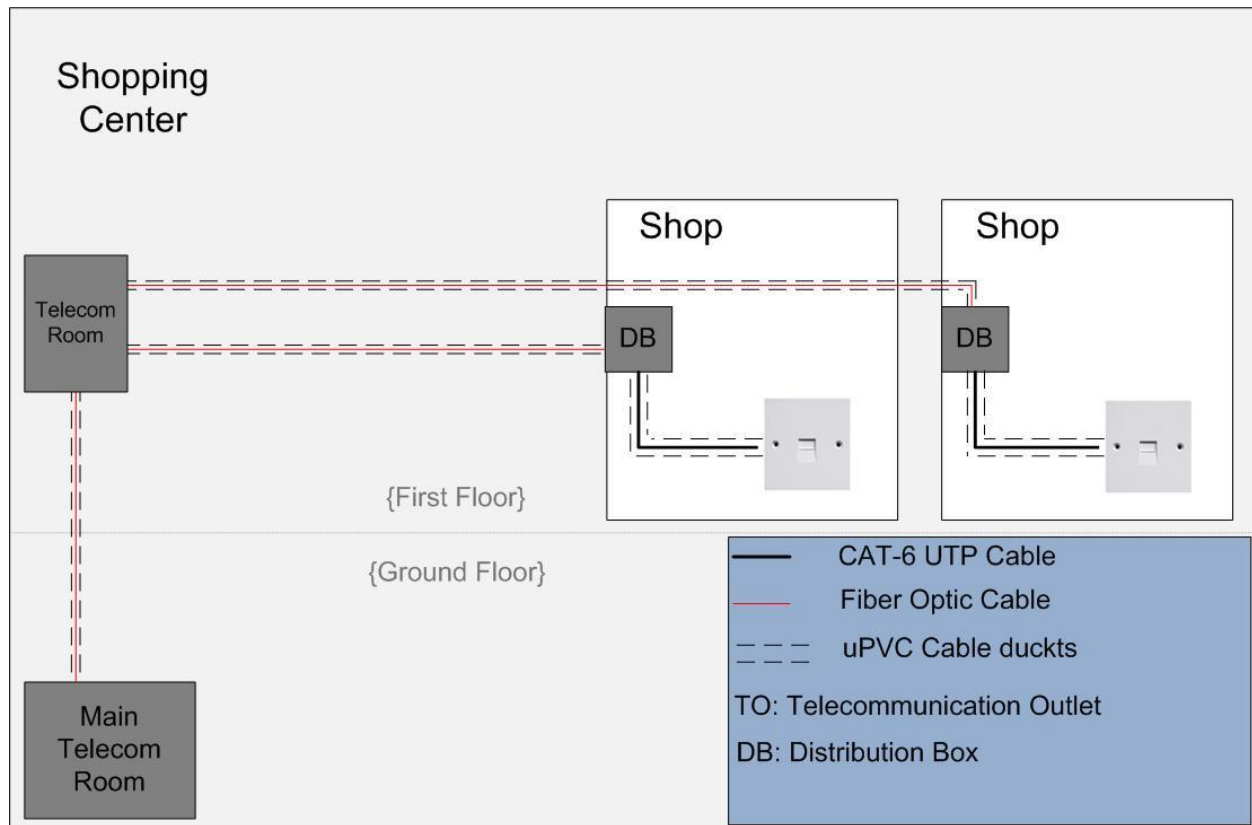 Shopping
Center
Shop
Shop
Telecom
Room
DB
DB
{First Floor}
{Ground Floor}
Main
Telecom
Room
CAT-6 UTP Cable
Fiber Optic Cable
uPVC Cable duckts
TO: Telecommunication Outlet
DB: Distribution Box